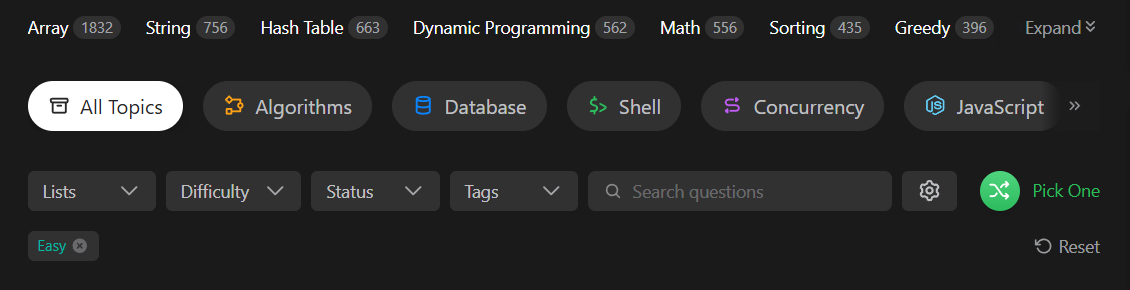 Array 1832 String 756 Hash Table 663 Dynamic Programming 562 Math 556 Sorting 435 Greedy 396 Expand
All Topics Algorithms Database Shell Concurrency JavaScript
Lists Difficulty Status Tags Search questions Pick One
Easy Reset